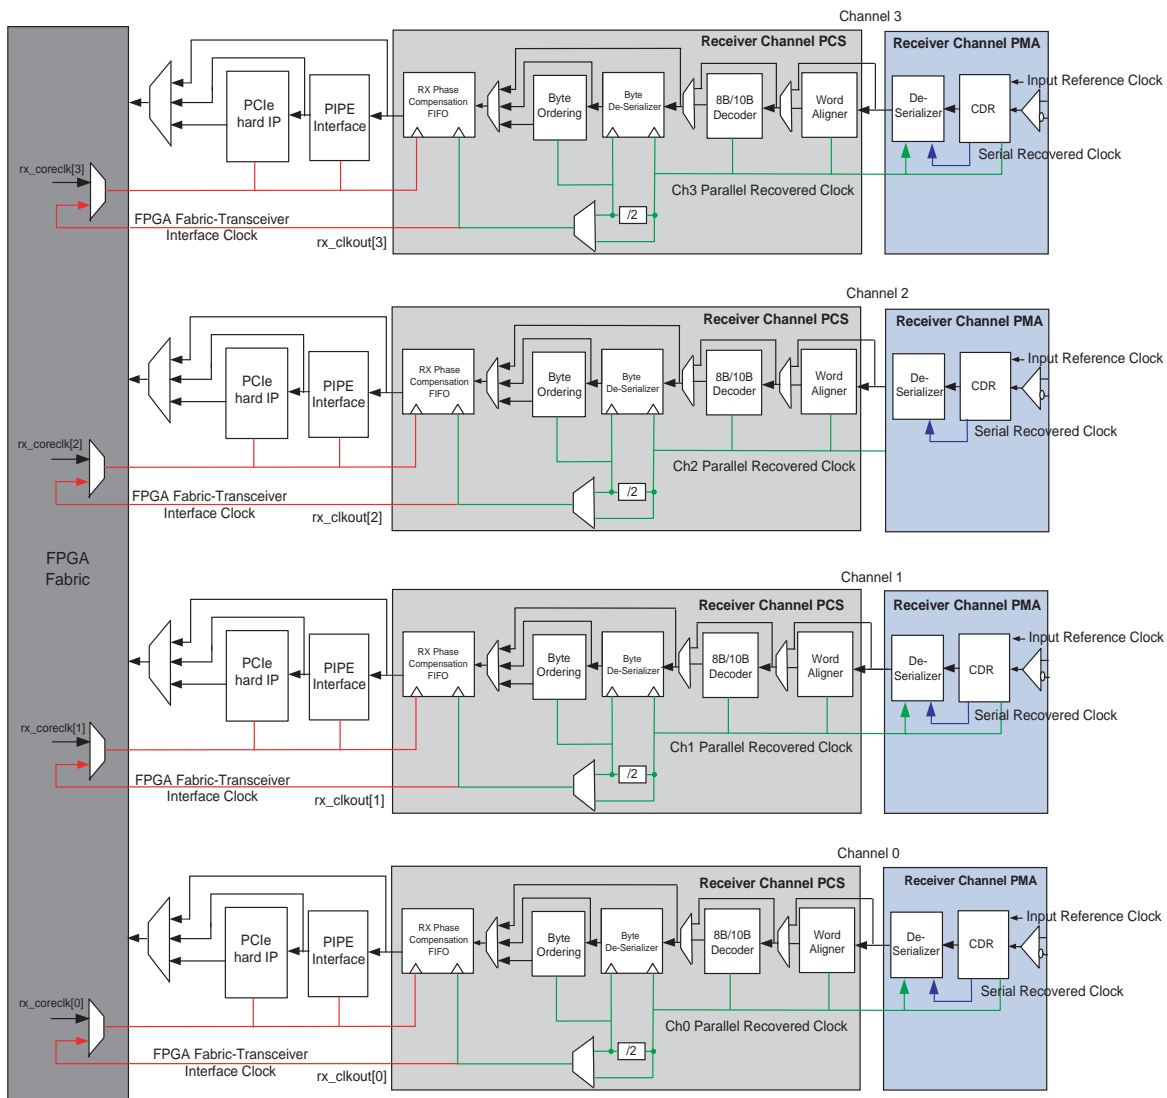 Channel 3
Receiver Channel PCS
Receiver Channel PMA
PCIe
hard IP
PIPE
Interface
RX Phase
Compensation
FIFO
Byte
Ordering
Byte
De-Serializer
8B/10B
Decoder
Word
Aligner
De-
Serializer
CDR
Input Reference Clock
Serial Recovered Clock
rx_coreclk[3]
Ch3 Parallel Recovered Clock
/2
FPGA Fabric-Transceiver
Interface Clock
rx_clkout[3]
Channel 2
Receiver Channel PCS
Receiver Channel PMA
PCIe
hard IP
PIPE
Interface
RX Phase
Compensation
FIFO
Byte
Ordering
Byte
De-Serializer
8B/10B
Decoder
Word
Aligner
De-
Serializer
CDR
Input Reference Clock
Serial Recovered Clock
rx_coreclk[2]
Ch2 Parallel Recovered Clock
/2
FPGA Fabric-Transceiver
Interface Clock
rx_clkout[2]
FPGA
Fabric
Channel 1
Receiver Channel PCS
Receiver Channel PMA
PCIe
hard IP
PIPE
Interface
RX Phase
Compensation
FIFO
Byte
Ordering
Byte
De-Serializer
8B/10B
Decoder
Word
Aligner
De-
Serializer
CDR
Input Reference Clock
Serial Recovered Clock
rx_coreclk[1]
Ch1 Parallel Recovered Clock
/2
FPGA Fabric-Transceiver
Interface Clock
rx_clkout[1]
Channel 0
Receiver Channel PCS
Receiver Channel PMA
PCIe
hard IP
PIPE
Interface
RX Phase
Compensation
FIFO
Byte
Ordering
Byte
De-Serializer
8B/10B
Decoder
Word
Aligner
De-
Serializer
CDR
Input Reference Clock
Serial Recovered Clock
rx_coreclk[0]
Ch0 Parallel Recovered Clock
/2
FPGA Fabric-Transceiver
Interface Clock
rx_clkout[0]